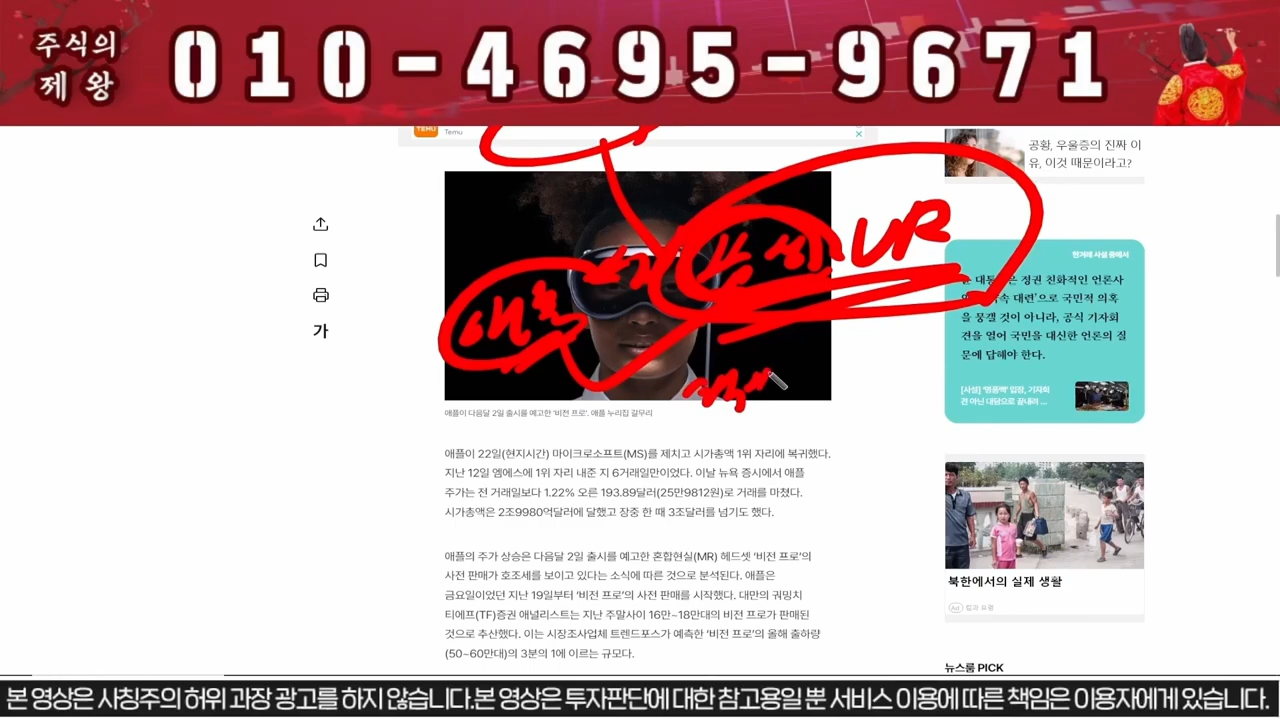 주식의
제 왕
010-4695-9671
TEMU
Temu
공황, 우울증의 진짜 이
유, 이것 때문이라고?
애플
UP
가
애플이 다음달 2일 출시를 예고한 '비전 프로'. 애플 누리집 갈무리
애플이 22일(현지시간) 마이크로소프트(MS)를 제치고 시가총액 1위 자리에 복귀했다.
지난 12일 엠에스에 1위 자리 내준 지 6거래일만이었다. 이날 뉴욕 증시에서 애플
주가는 전 거래일보다 1.22% 오른 193.89달러(25만9812원)로 거래를 마쳤다.
시가총액은 2조9980억달러에 달했고 장중 한 때 3조달러를 넘기도 했다.
애플의 주가 상승은 다음달 2일 출시를 예고한 혼합현실(MR) 헤드셋 '비전 프로'의
사전 판매가 호조세를 보이고 있다는 소식에 따른 것으로 분석된다. 애플은
금요일이었던 지난 19일부터 '비전 프로'의 사전 판매를 시작했다. 대만의 궈밍치
티에프(TF)증권 애널리스트는 지난 주말사이 16만~18만대의 비전 프로가 판매된
것으로 추산했다. 이는 시장조사업체 트렌드포스가 예측한 '비전 프로'의 올해 출하량
(50~60만대)의 3분의 1에 이르는 규모다.
한겨레 사설 중에서
대통 은 정권 친화적인 언론사
속 대련'으로 국민적 의혹
을 뭉갤 것이 아니라, 공식 기자회
견을 열어 국민을 대신한 언론의 질
문에 답해야 한다.
[사설] '명품백' 입장, 기자회
견 아닌 대담으로 끝내려 ...
북한에서의 실제 생활
Ad
뉴스룸 PICK
본 영상은 사칭주의 허위 과장 광고를 하지 않습니다.본 영상은 투자판단에 대한 참고용일 뿐 서비스 이용에 따른 책임은 이용자에게 있습니다.